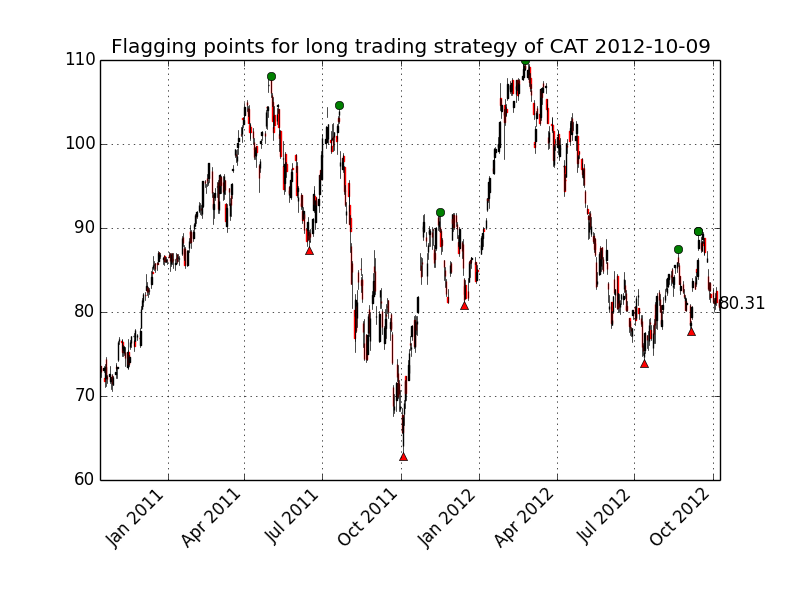 Flagging points for long trading strategy of CAT 2012-10-09
110
100
90
80
70
60
80.31
Jan 2011
Apr 2011
Jul 2011
Oct 2011
Jan 2012
Apr 2012
Jul 2012
Oct 2012